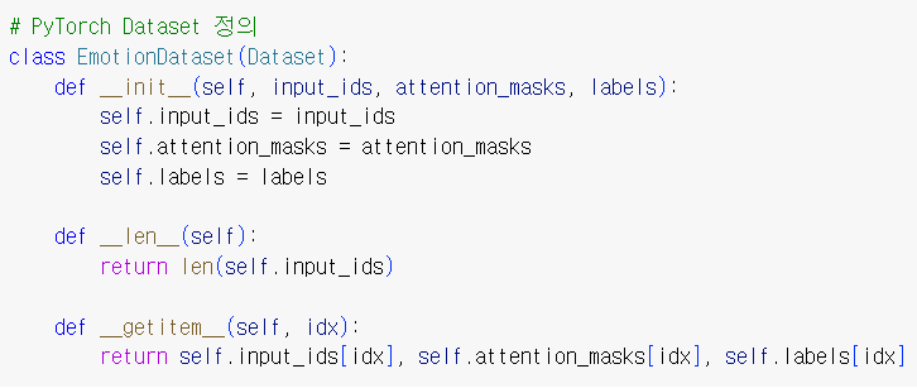 # PyTorch Dataset 정의
class EmotionDataset(Dataset):
    def __init__(self, input_ids, attention_masks, labels):
        self.input_ids = input_ids
        self.attention_masks = attention_masks
        self.labels = labels

    def __len__(self):
        return len(self.input_ids)

    def __getitem__(self, idx):
        return self.input_ids[idx], self.attention_masks[idx], self.labels[idx]